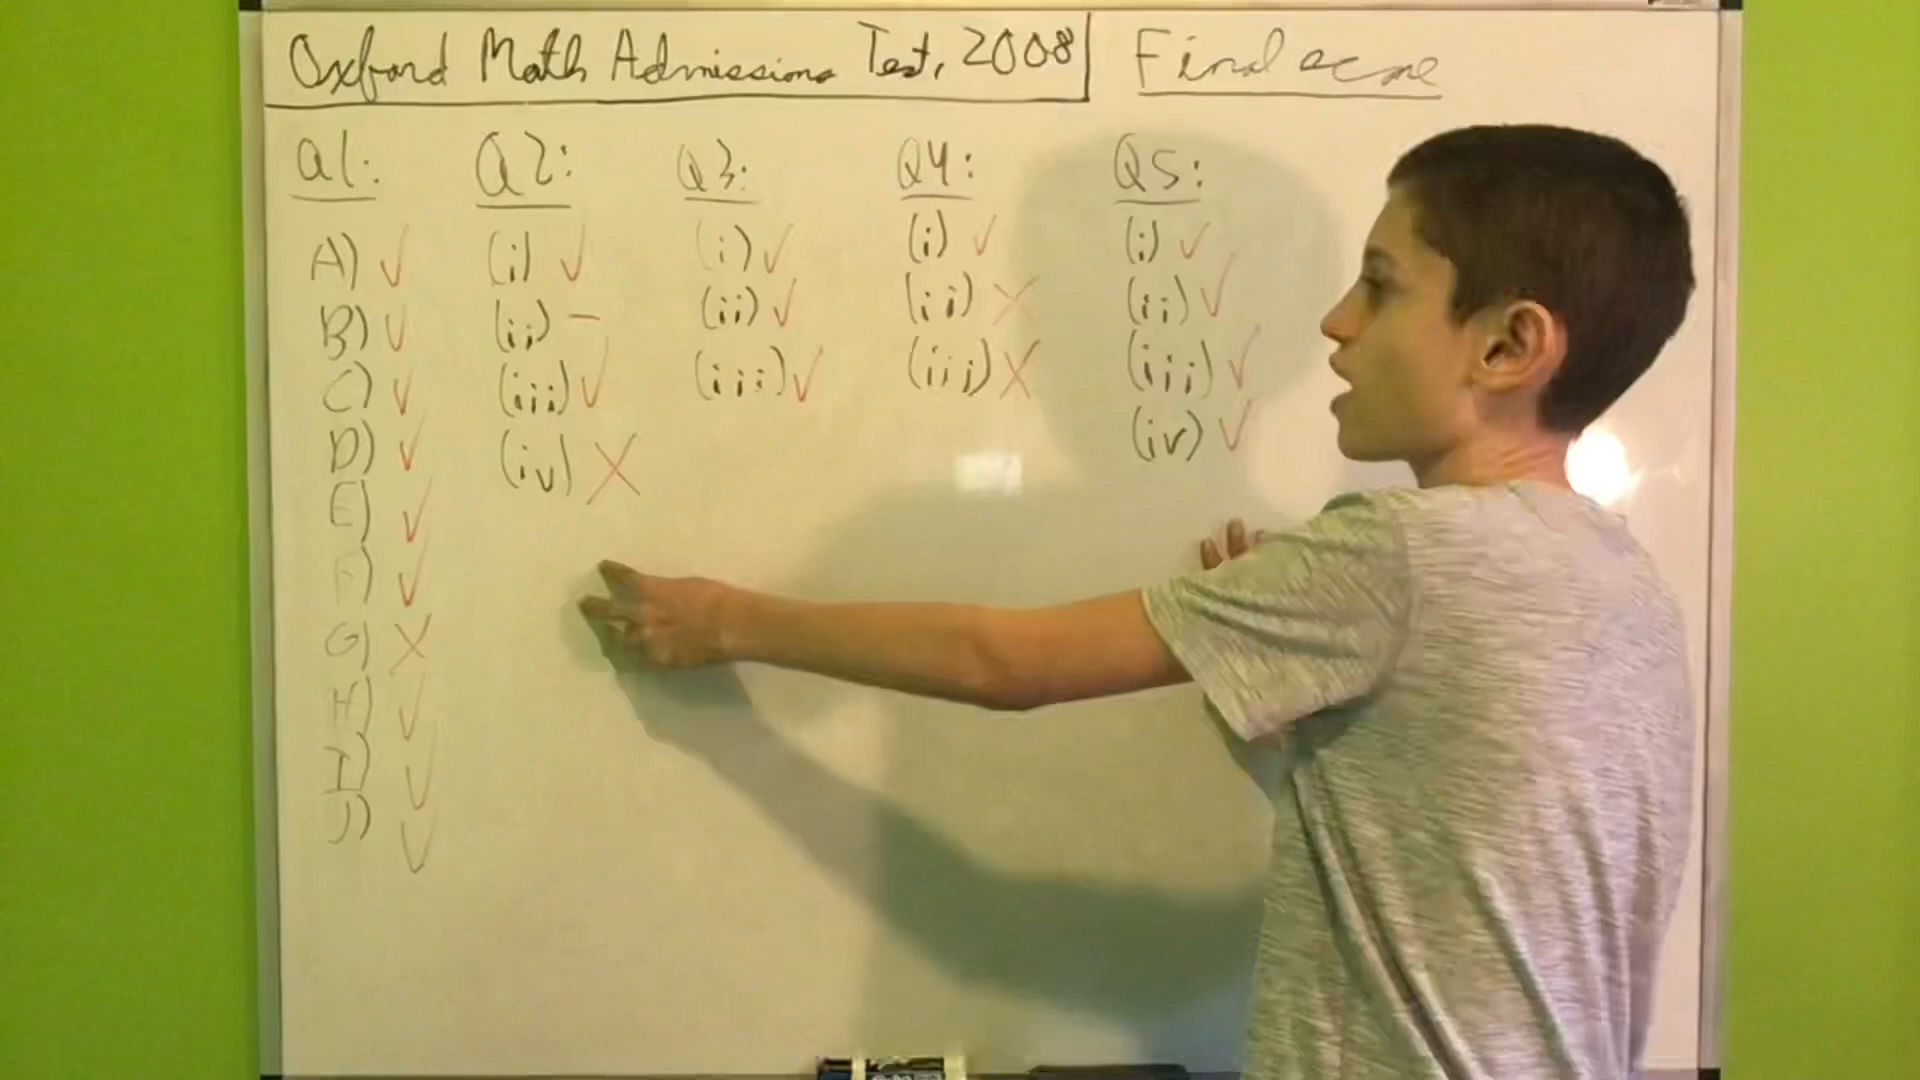 Oxford Math Admissions Test, 2008
Final score
Q1:
A) ✓
B) ✓
C) ✓
D) ✓
E) ✓
F) ✓
G) X
H) ✓
I) ✓
J) ✓
Q2:
(i) ✓
(ii) –
(iii) ✓
(iv) X
Q3:
(i) ✓
(ii) ✓
(iii) ✓
Q4:
(i) ✓
(ii) X
(iii) X
Q5:
(i) ✓
(ii) ✓
(iii) ✓
(iv) ✓